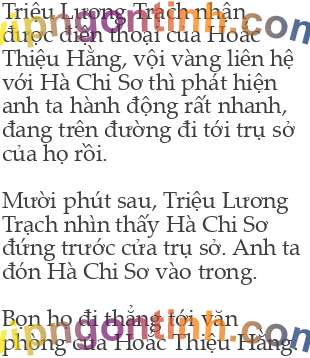 Triệu Lương Trạch nhận
được điện thoại của Hoắc
Thiệu Hằng, vội vàng liên hệ
với Hà Chi Sơ thì phát hiện
anh ta hành động rất nhanh,
đang trên đường đi tới trụ sở
của họ rồi.
Mười phút sau, Triệu Lương
Trạch nhìn thấy Hà Chi Sơ
đứng trước cửa trụ sở. Anh ta
đón Hà Chi Sơ vào trong.
Bọn họ đi thẳng tới văn
phòng của Hoắc Thiệu Hằng
vipngontinh.com
vipngontinh.com